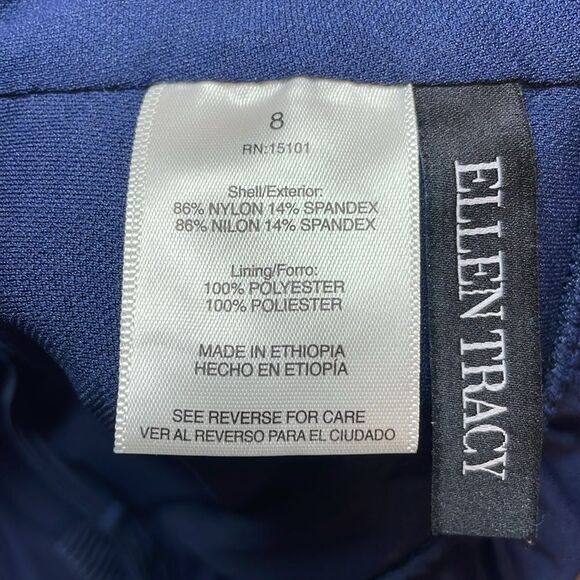 8
RN:15101
Shell/Exterior:
86% NYLON 14% SPANDEX
86% NILON 14% SPANDEX
Lining/Forro:
100% POLYESTER
100% POLIESTER
MADE IN ETHIOPIA
HECHO EN ETIOPÍA
SEE REVERSE FOR CARE
VER AL REVERSO PARA EL CIUDADO
ELLEN TRACY